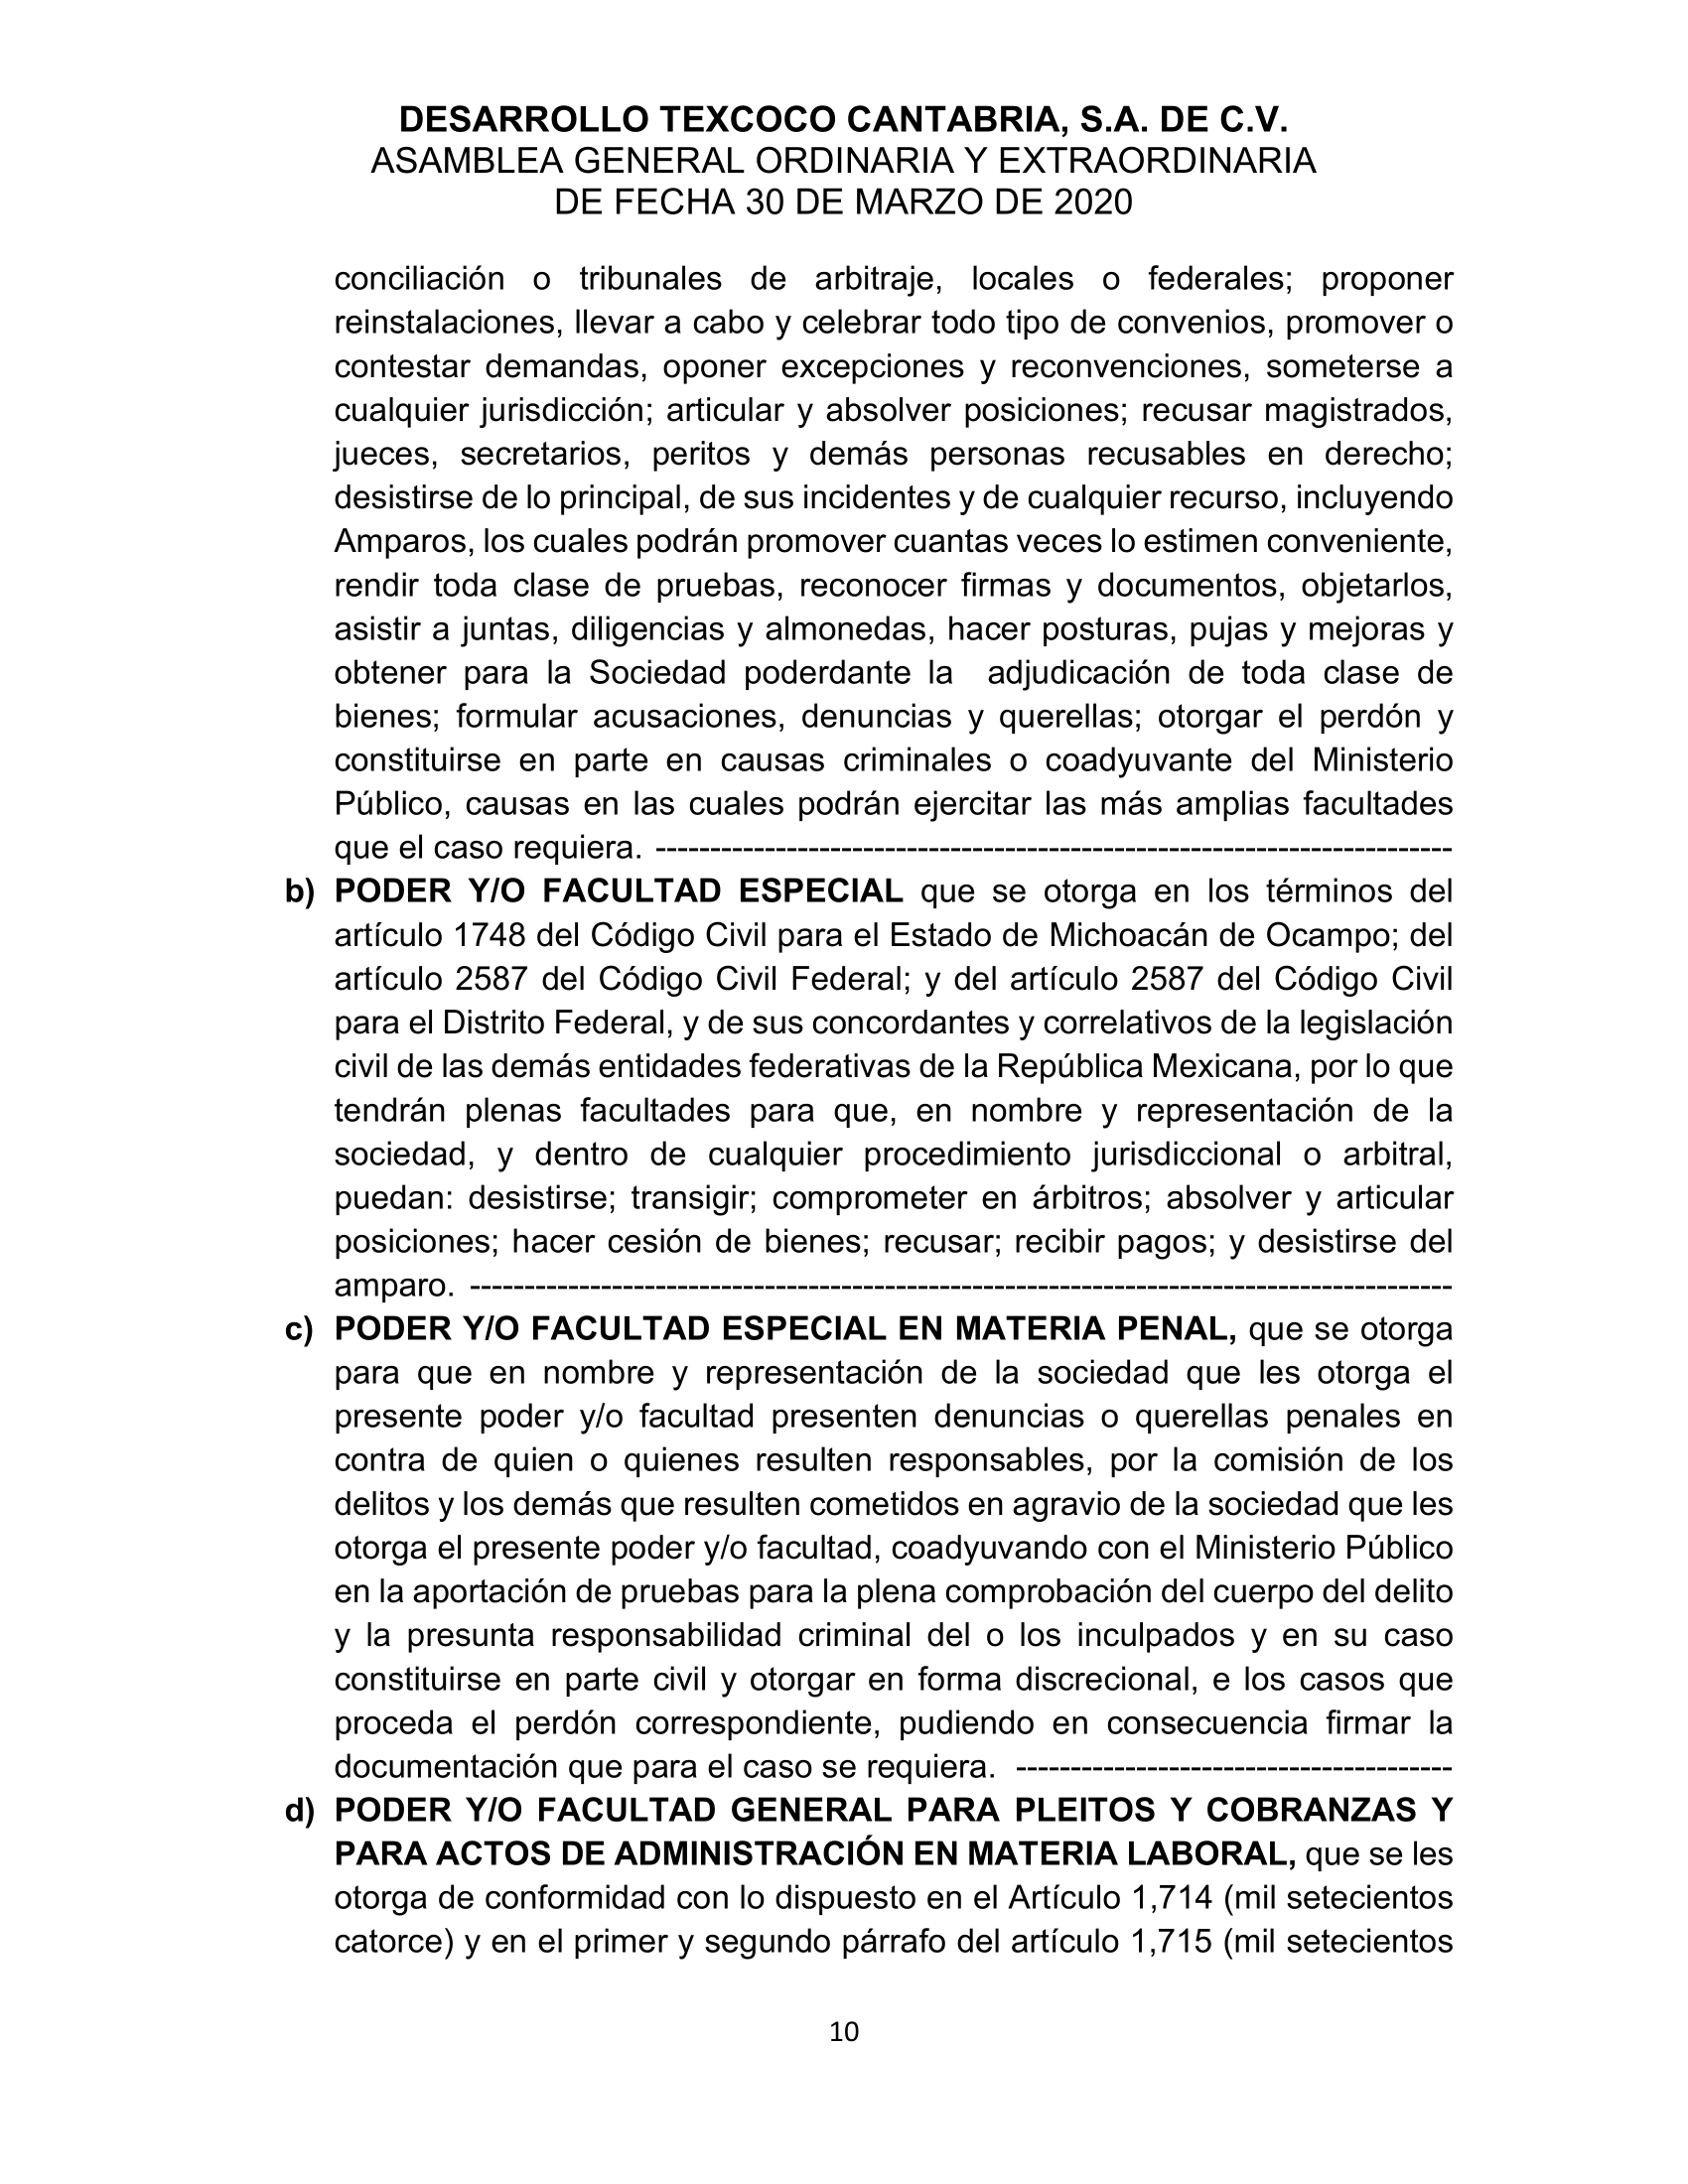 DESARROLLO TEXCOCO CANTABRIA, S.A. DE C.V.
ASAMBLEA GENERAL ORDINARIA Y EXTRAORDINARIA
DE FECHA 30 DE MARZO DE 2020
conciliación o tribunales de arbitraje, locales o federales; proponer
reinstalaciones, llevar a cabo y celebrar todo tipo de convenios, promover o
contestar demandas, oponer excepciones y reconvenciones, someterse a
cualquier jurisdicción; articular y absolver posiciones; recusar magistrados,
jueces, secretarios, peritos y demás personas recusables en derecho;
desistirse de lo principal, de sus incidentes y de cualquier recurso, incluyendo
Amparos, los cuales podrán promover cuantas veces lo estimen conveniente,
rendir toda clase de pruebas, reconocer firmas y documentos, objetarlos,
asistir a juntas, diligencias y almonedas, hacer posturas, pujas y mejoras y
obtener para la Sociedad poderdante la  adjudicación de toda clase de
bienes; formular acusaciones, denuncias y querellas; otorgar el perdón y
constituirse en parte en causas criminales o coadyuvante del Ministerio
Público, causas en las cuales podrán ejercitar las más amplias facultades
que el caso requiera. -------------------------------------------------------------------------
b) PODER Y/O FACULTAD ESPECIAL que se otorga en los términos del
artículo 1748 del Código Civil para el Estado de Michoacán de Ocampo; del
artículo 2587 del Código Civil Federal; y del artículo 2587 del Código Civil
para el Distrito Federal, y de sus concordantes y correlativos de la legislación
civil de las demás entidades federativas de la República Mexicana, por lo que
tendrán plenas facultades para que, en nombre y representación de la
sociedad, y dentro de cualquier procedimiento jurisdiccional o arbitral,
puedan: desistirse; transigir; comprometer en árbitros; absolver y articular
posiciones; hacer cesión de bienes; recusar; recibir pagos; y desistirse del
amparo. ------------------------------------------------------------------------------------------
c) PODER Y/O FACULTAD ESPECIAL EN MATERIA PENAL, que se otorga
para que en nombre y representación de la sociedad que les otorga el
presente poder y/o facultad presenten denuncias o querellas penales en
contra de quien o quienes resulten responsables, por la comisión de los
delitos y los demás que resulten cometidos en agravio de la sociedad que les
otorga el presente poder y/o facultad, coadyuvando con el Ministerio Público
en la aportación de pruebas para la plena comprobación del cuerpo del delito
y la presunta responsabilidad criminal del o los inculpados y en su caso
constituirse en parte civil y otorgar en forma discrecional, e los casos que
proceda el perdón correspondiente, pudiendo en consecuencia firmar la
documentación que para el caso se requiera. ----------------------------------------
d) PODER Y/O FACULTAD GENERAL PARA PLEITOS Y COBRANZAS Y
PARA ACTOS DE ADMINISTRACIÓN EN MATERIA LABORAL, que se les
otorga de conformidad con lo dispuesto en el Artículo 1,714 (mil setecientos
catorce) y en el primer y segundo párrafo del artículo 1,715 (mil setecientos
10